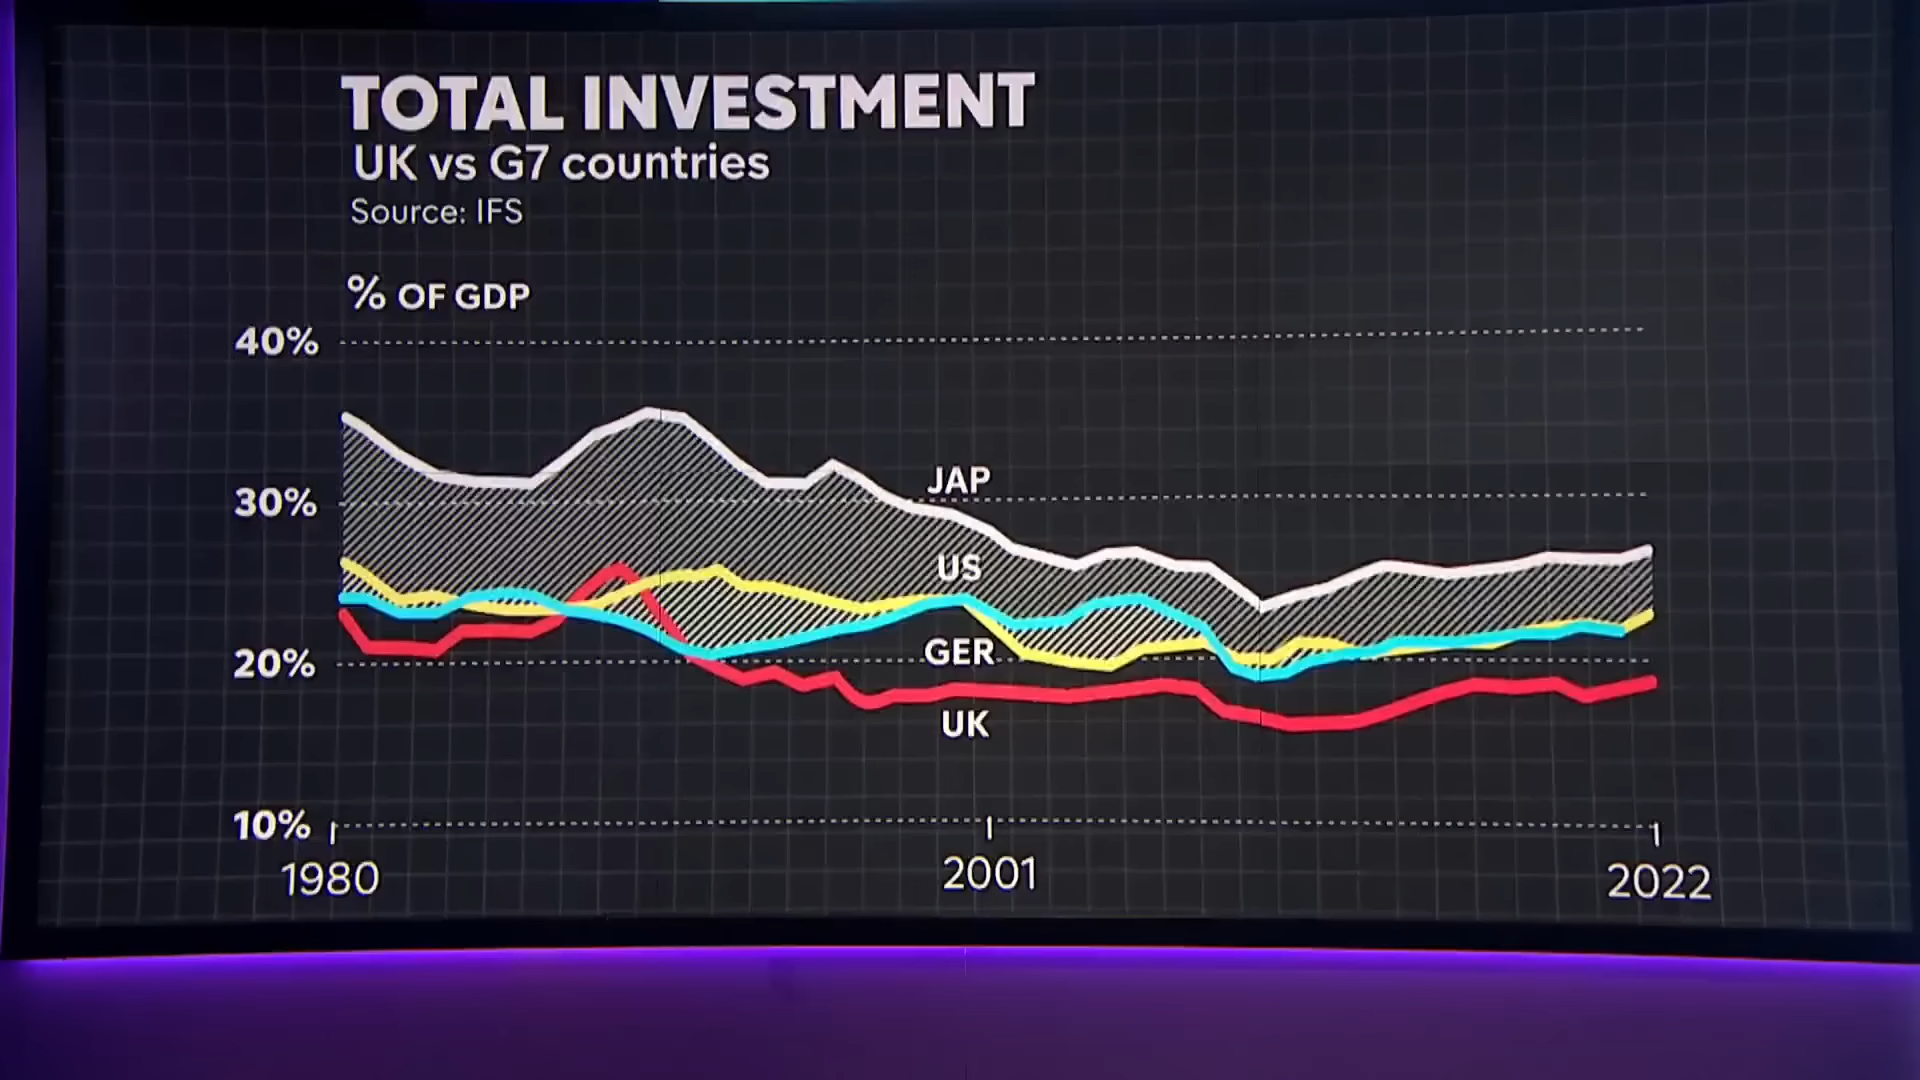 TOTAL INVESTMENT
UK vs G7 countries
Source: IFS
% OF GDP
40%
30%
20%
10%
JAP
US
GER
UK
1980
2001
2022